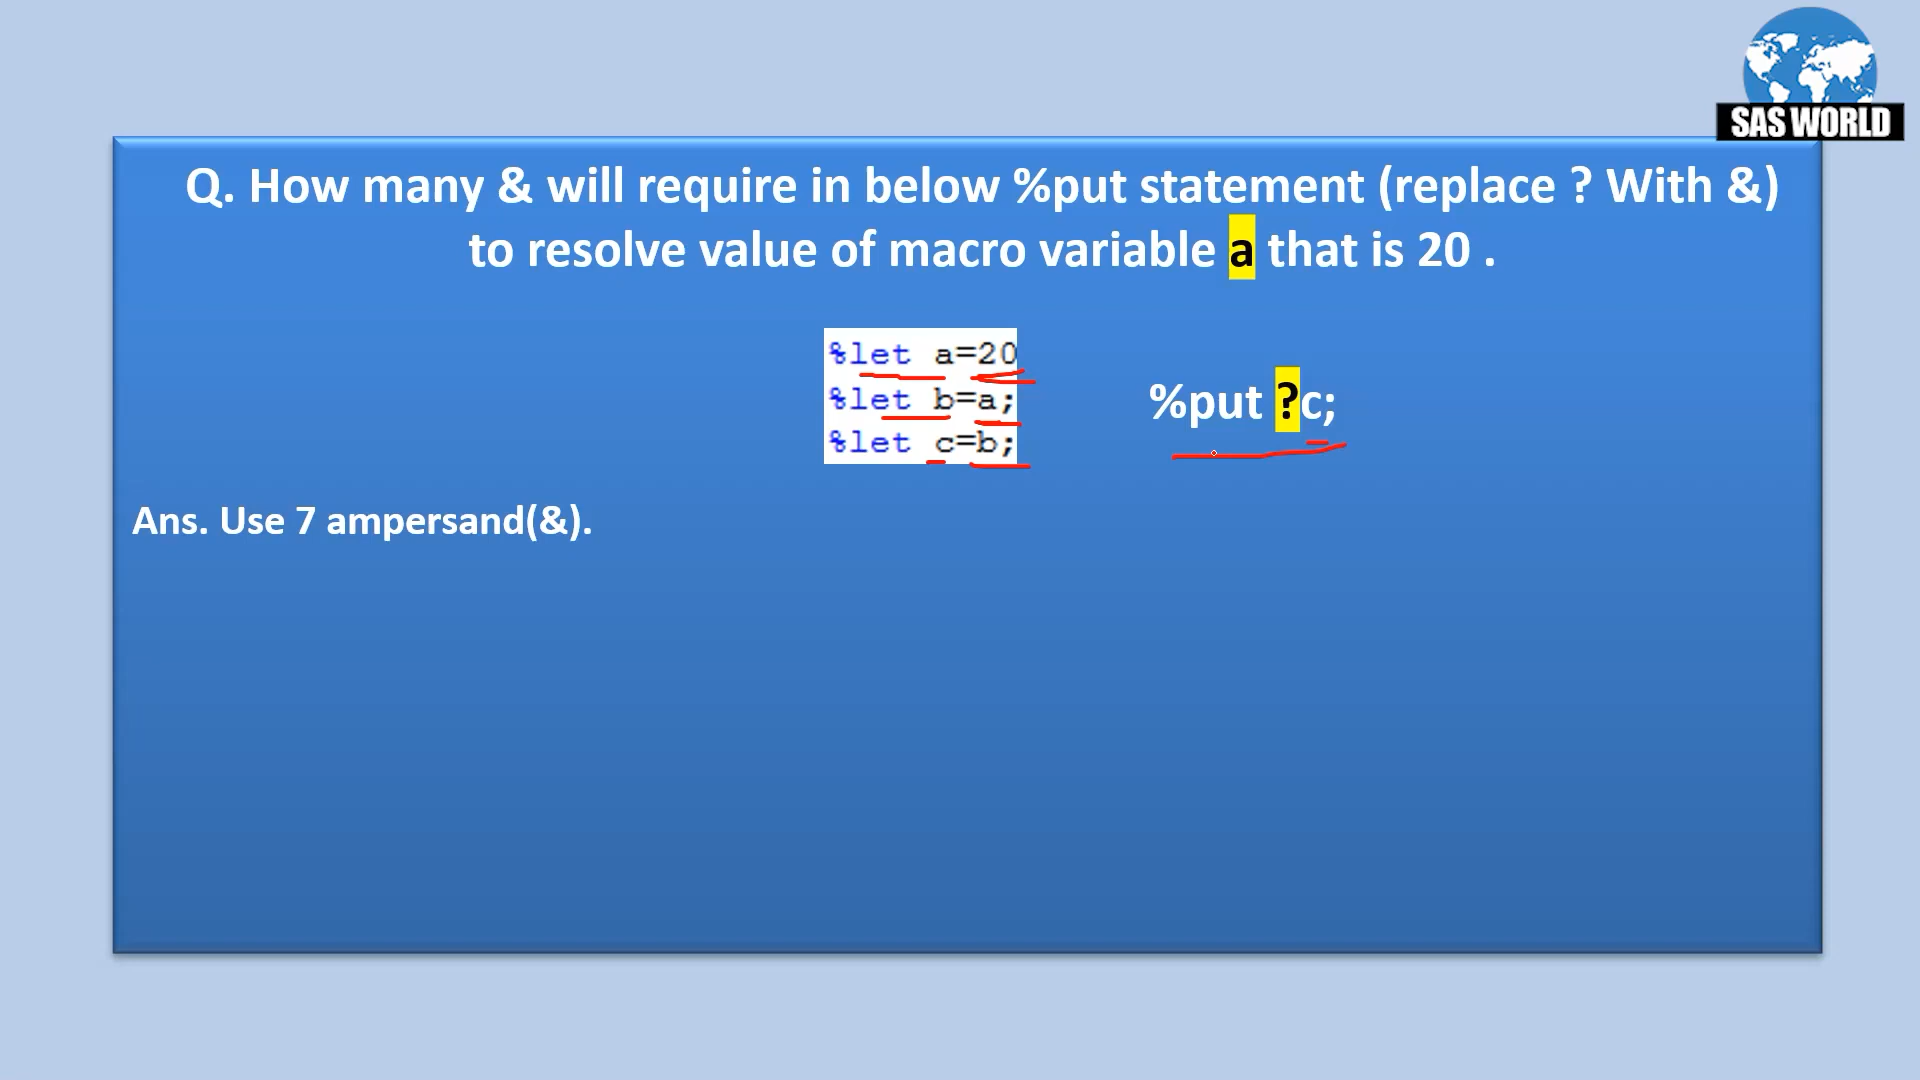 SAS WORLD
Q. How many & will require in below %put statement (replace ? With &)
to resolve value of macro variable a that is 20 .
%let a=20
%let b=a;
%let c=b;
%put ?c;
Ans. Use 7 ampersand(&).